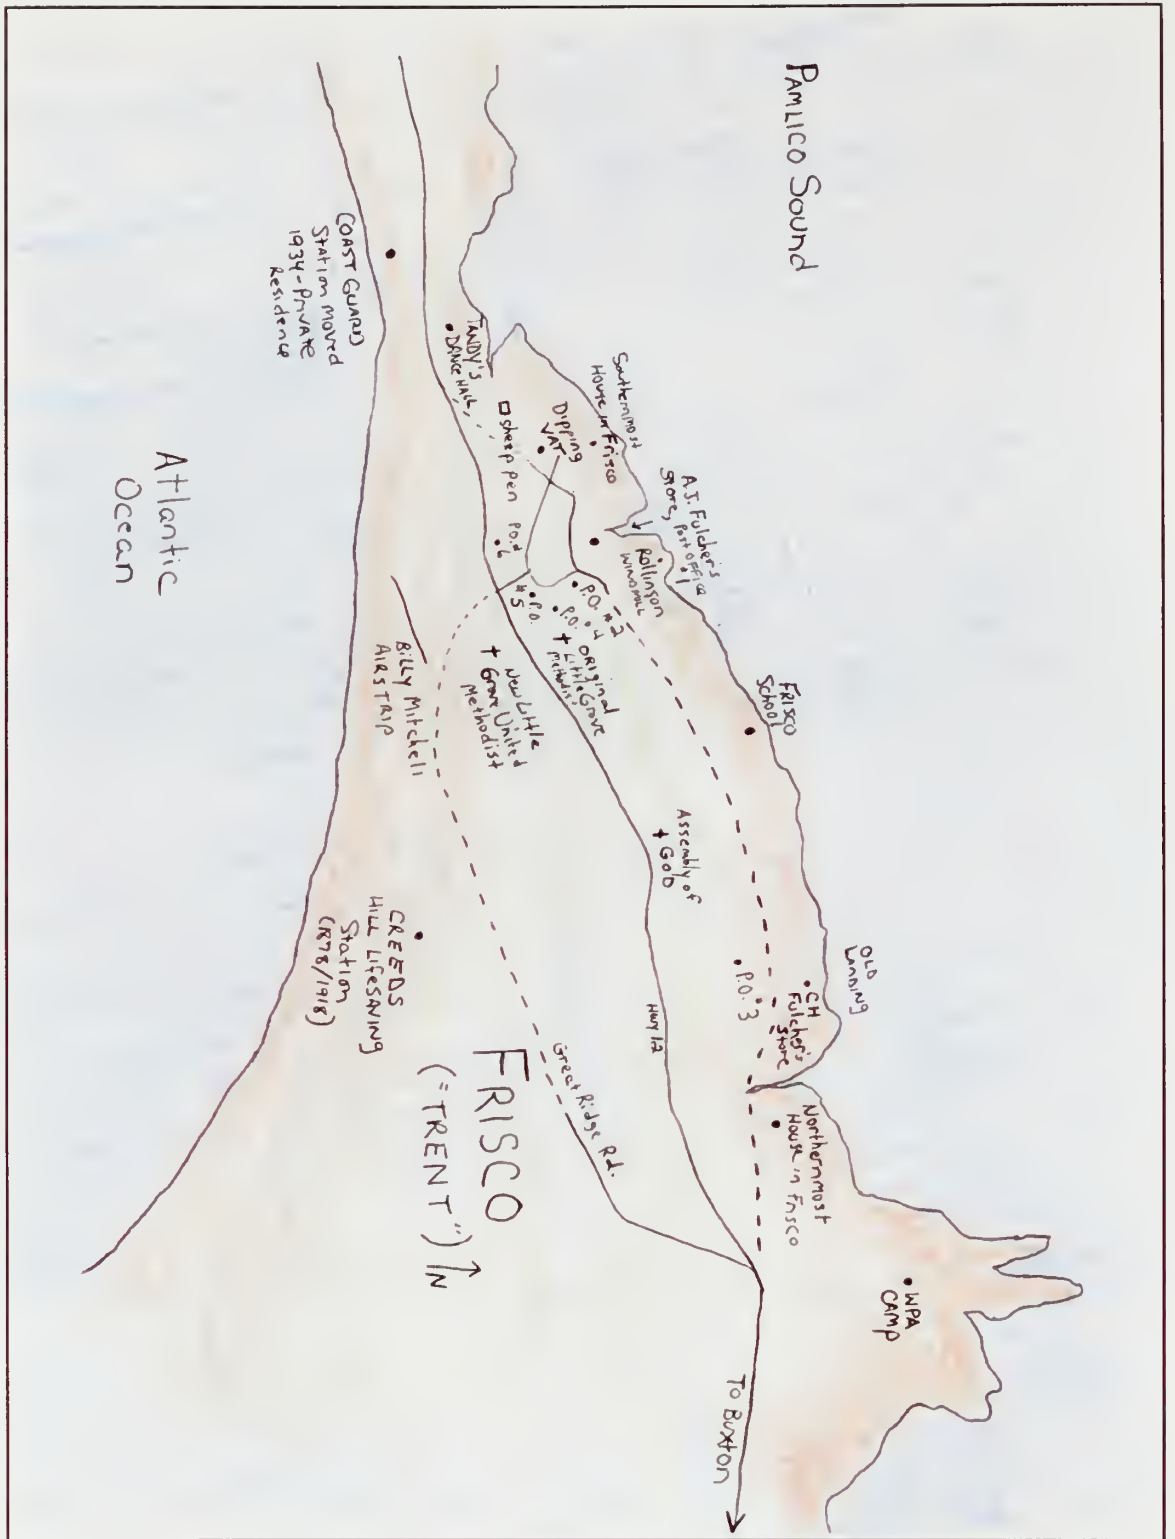 PAMLICO Sound
Southernmost
House in Frisco
A.J. Fulcher's
Store, Post Office
1
Rollinson
WINDMILL
Dipping
VAT
TANDY'S
DANCE HALL
sheep pen
P.O.#
6
P.O. #2
P.O. 4
P.O.
#5
ORIGINAL
Little Grove
Methodist
New Little
Grove United
Methodist
FRISCO
School
Assembly of
GoD
OLD
LANDING
CH
Fulcher's
Store
P.O. 3
Northernmost
House in Frisco
WPA
CAMP
Hwy 12
Great Ridge Rd.
To Buxton
COAST GUARD
Station moved
1934-Private
Residence
Billy Mitchell
AIRSTRIP
CREEDS
HILL LifeSAVING
Station
(1878/1918)
Atlantic
Ocean
FRISCO
("TRENT")
N